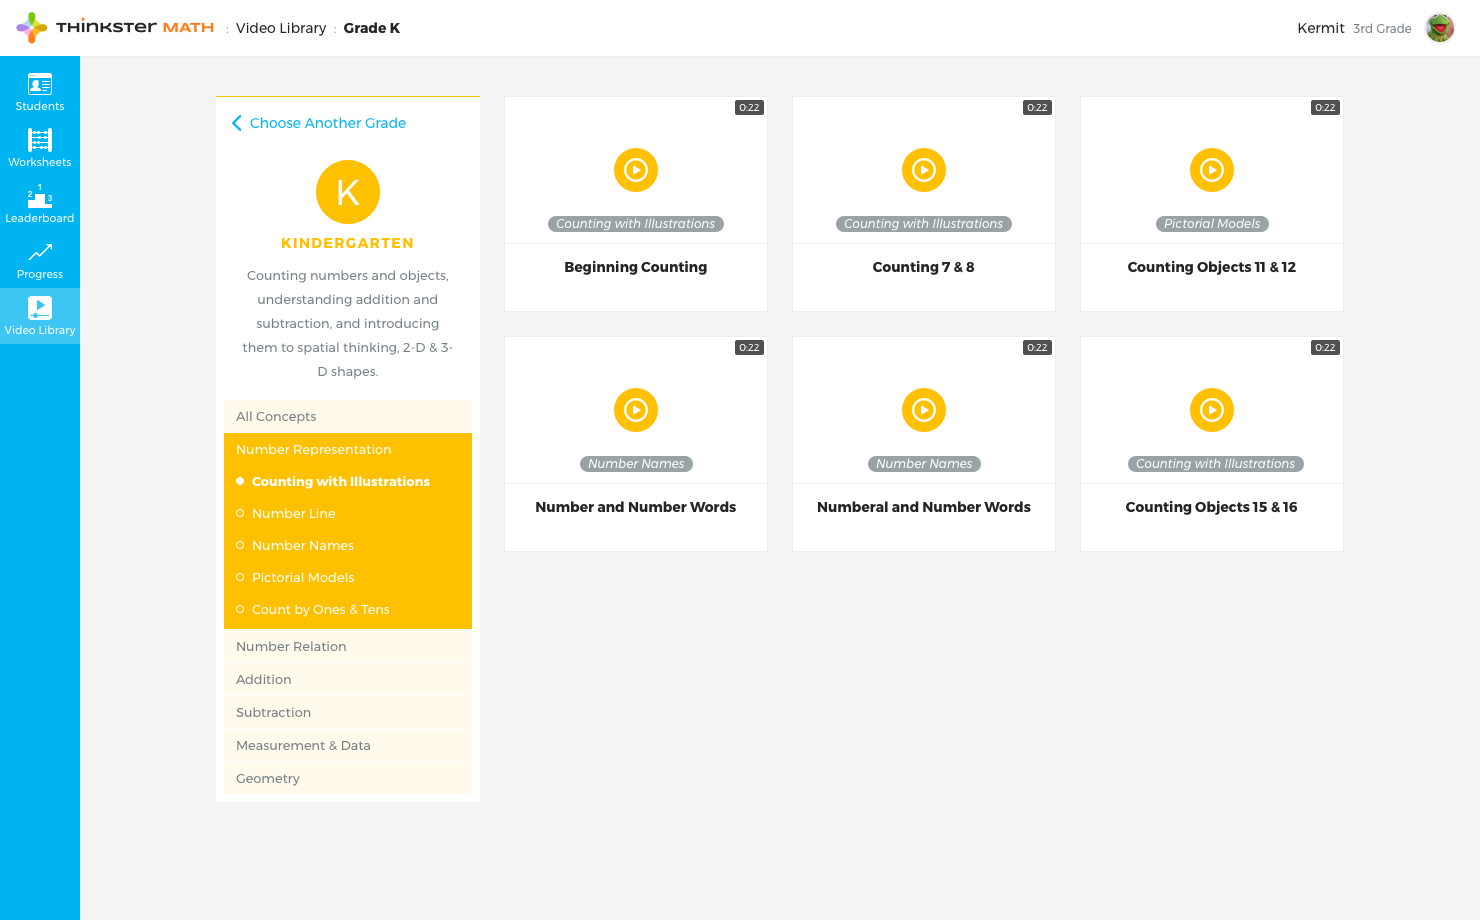 THINKSTER MATH : Video Library : Grade K
Kermit 3rd Grade
Students
Worksheets
1
2
3
Leaderboard
Progress
Video Library
Choose Another Grade
K
KINDERGARTEN
Counting numbers and objects,
understanding addition and
subtraction, and introducing
them to spatial thinking, 2-D & 3-
D shapes.
All Concepts
Number Representation
Counting with Illustrations
Number Line
Number Names
Pictorial Models
Count by Ones & Tens
Number Relation
Addition
Subtraction
Measurement & Data
Geometry
0:22
Counting with Illustrations
Beginning Counting
0:22
Counting with Illustrations
Counting 7 & 8
0:22
Pictorial Models
Counting Objects 11 & 12
0:22
Number Names
Number and Number Words
0:22
Number Names
Numberal and Number Words
0:22
Counting with Illustrations
Counting Objects 15 & 16